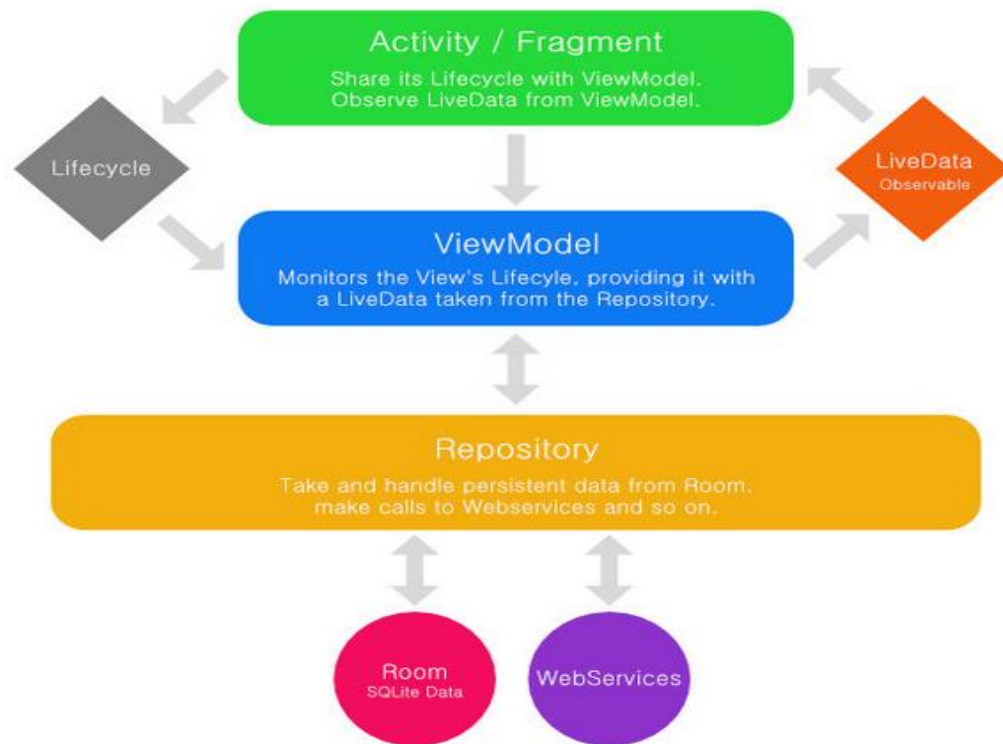 Activity / Fragment
Share its Lifecycle with ViewModel.
Observe LiveData from ViewModel.
Lifecycle
LiveData
Observable
ViewModel
Monitors the View's Lifecyle, providing it with
a LiveData taken from the Repository.
Repository
Take and handle persistent data from Room,
make calls to Webservices and so on.
Room
SQLite Data
WebServices